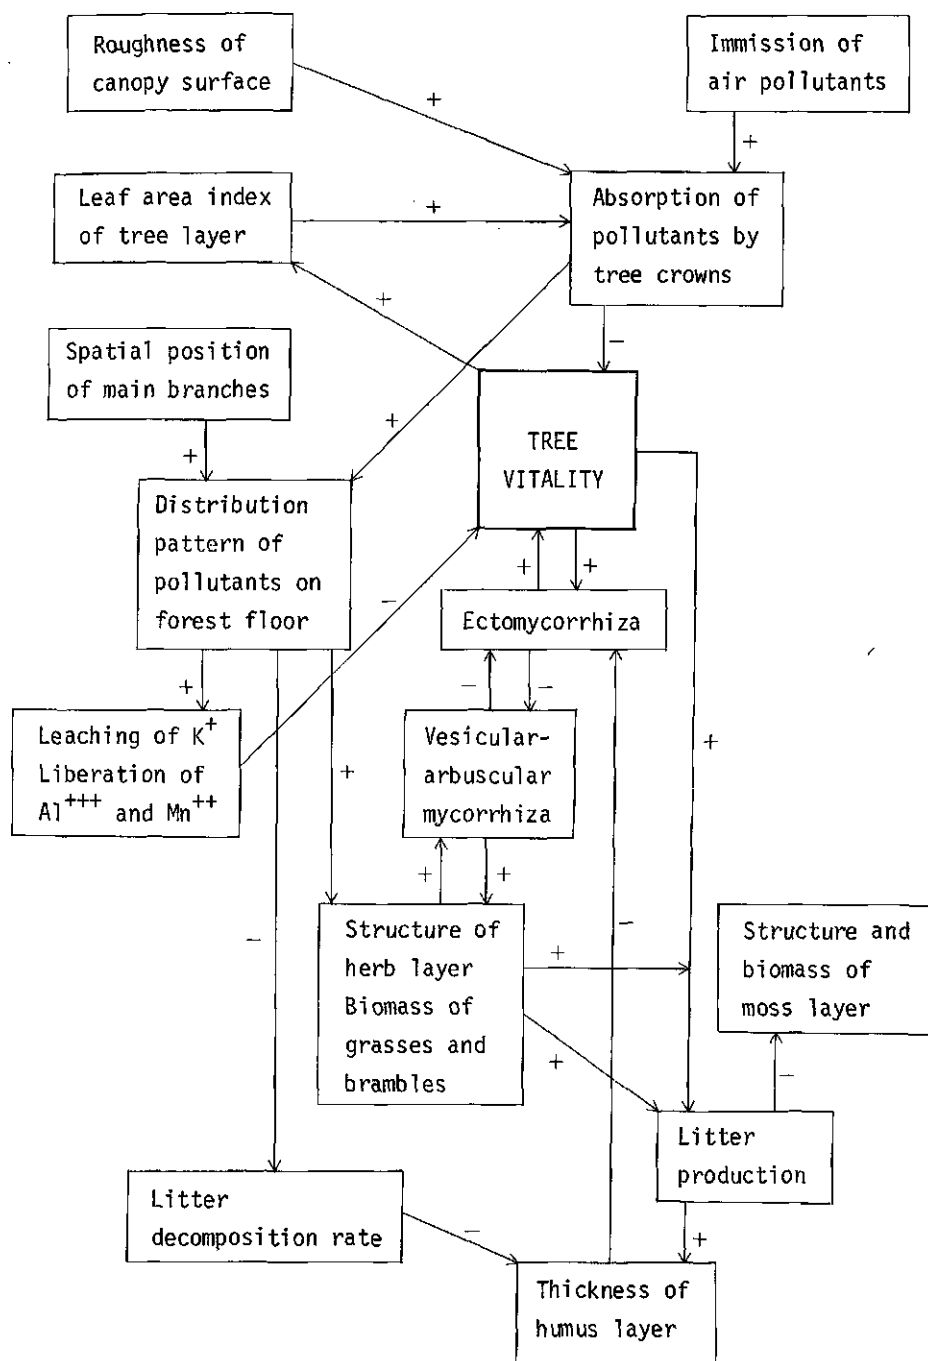 Roughness of
canopy surface
Immission of
air pollutants
+
+
Leaf area index
of tree layer
+
Absorption of
pollutants by
tree crowns
+
−
Spatial position
of main branches
+
+
TREE
VITALITY
Distribution
pattern of
pollutants on
forest floor
−
+
+
Ectomycorrhiza
+
−
−
Leaching of K+
Liberation of
Al+++ and Mn++
+
Vesicular-
arbuscular
mycorrhiza
+
+
+
−
−
Structure of
herb layer
Biomass of
grasses and
brambles
+
+
Structure and
biomass of
moss layer
−
Litter
production
Litter
decomposition rate
−
+
Thickness of
humus layer